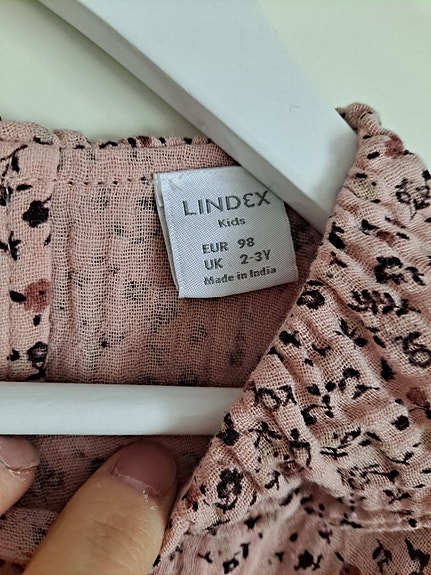 LINDEX
Kids
EUR 98
UK 2-3Y
Made in India